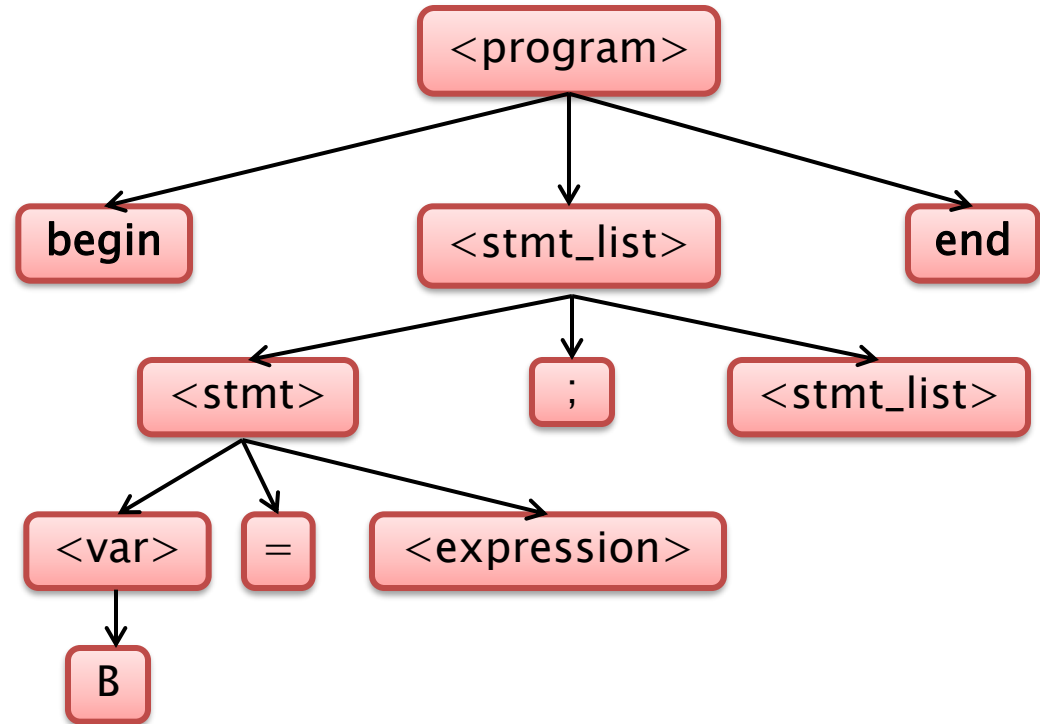 <program>
begin
<stmt_list>
end
<stmt>
;
<stmt_list>
<var>
=
<expression>
B